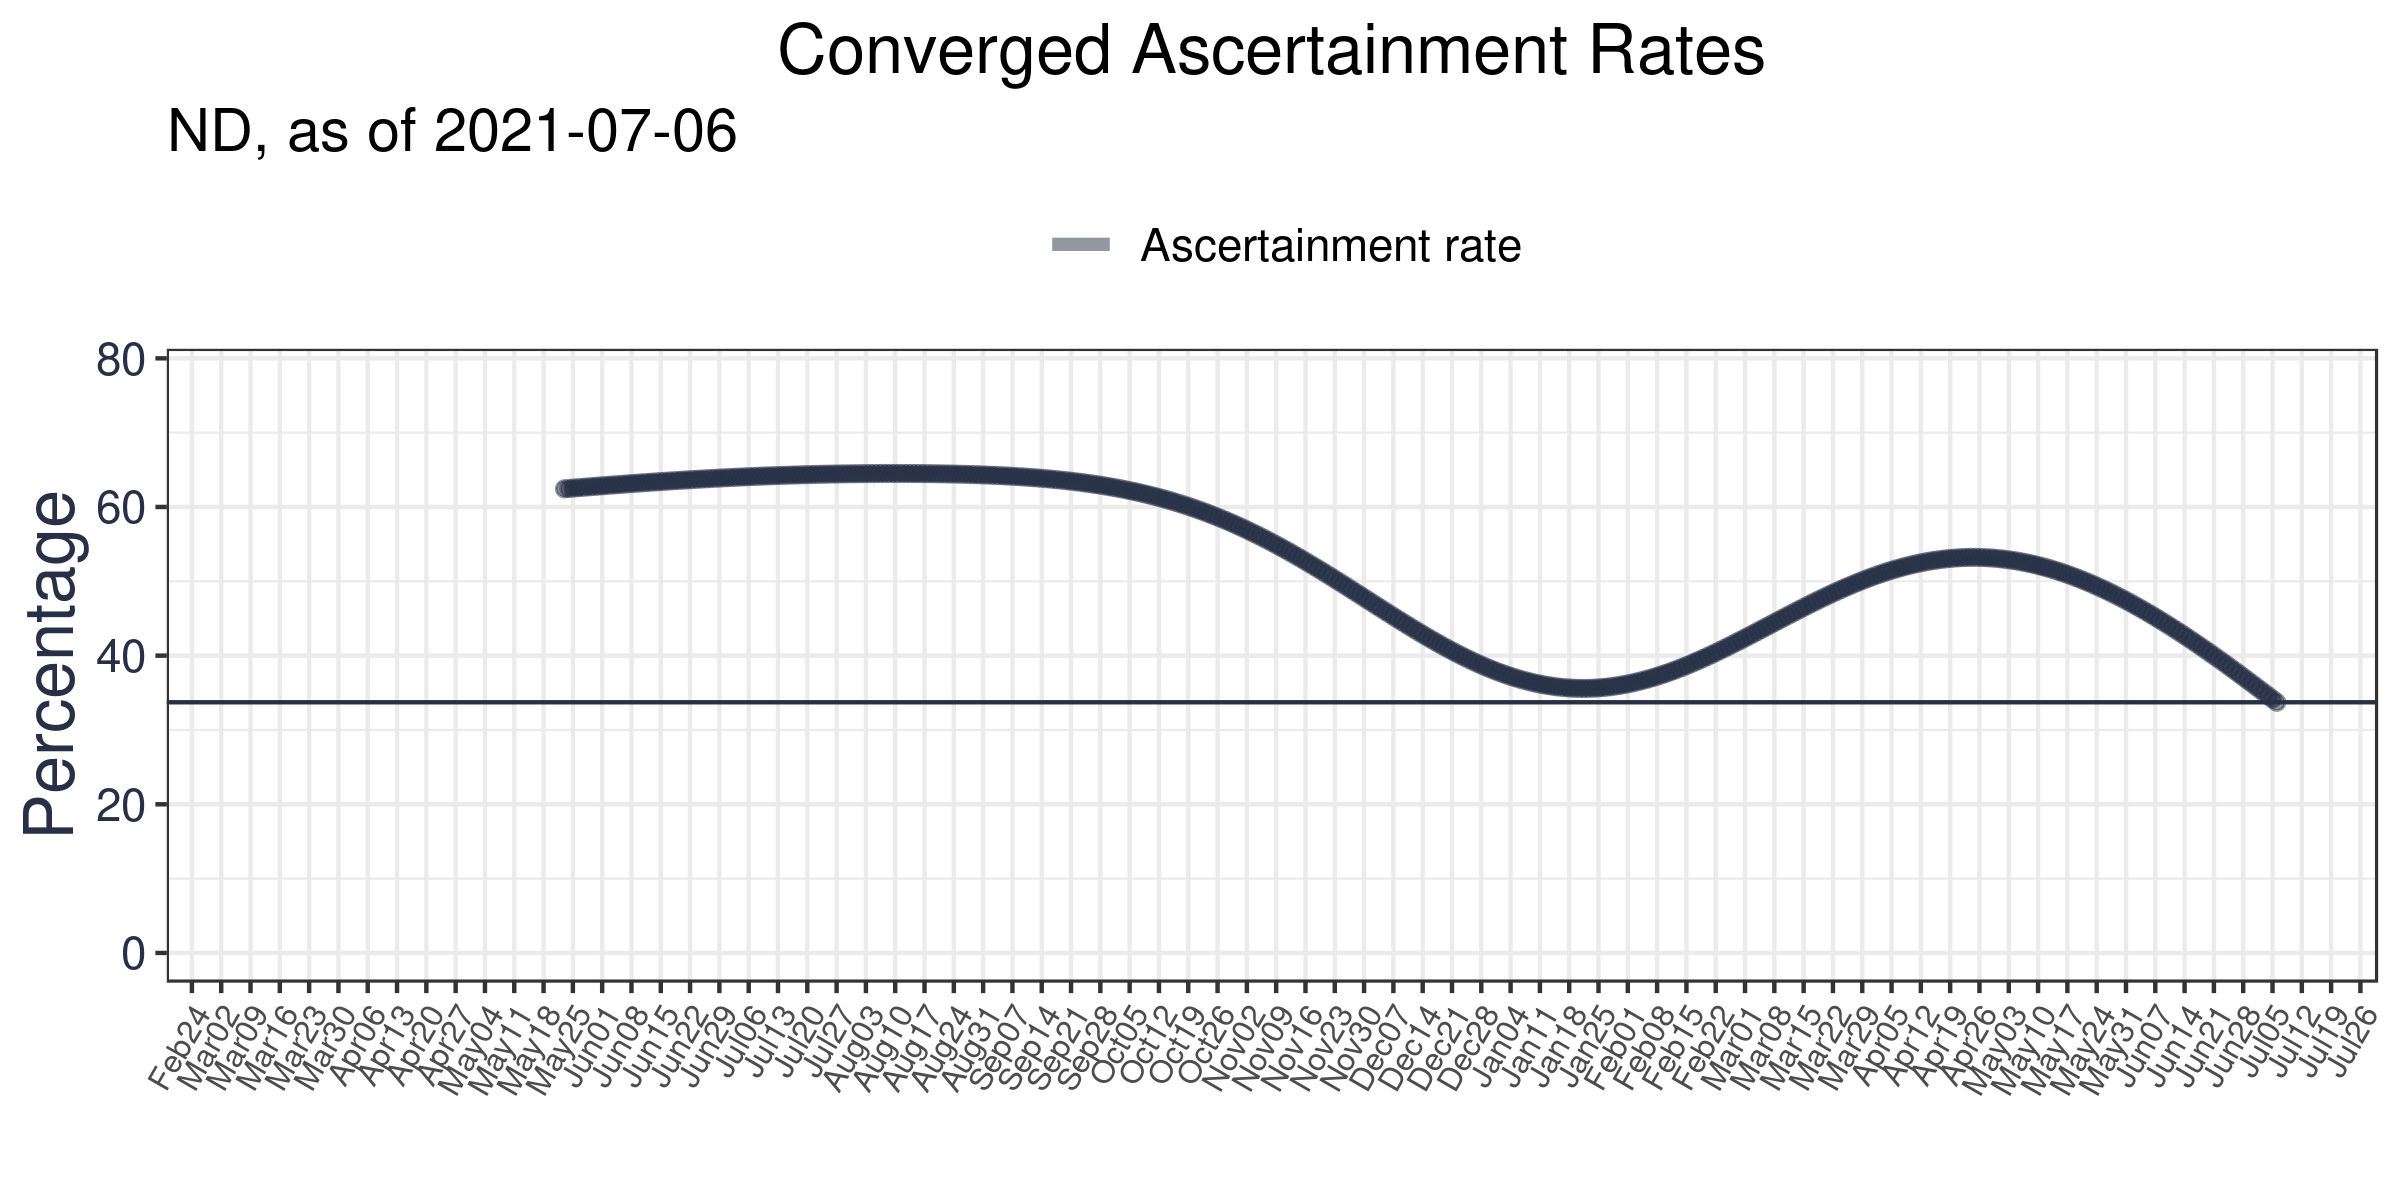 Converged Ascertainment Rates
ND, as of 2021-07-06
Ascertainment rate
Percentage
80
60
40
20
0
Feb24
Mar02
Mar09
Mar16
Mar23
Mar30
Apr06
Apr13
Apr20
Apr27
May04
May11
May18
May25
Jun01
Jun08
Jun15
Jun22
Jun29
Jul06
Jul13
Jul20
Jul27
Aug03
Aug10
Aug17
Aug24
Aug31
Sep07
Sep14
Sep21
Sep28
Oct05
Oct12
Oct19
Oct26
Nov02
Nov09
Nov16
Nov23
Nov30
Dec07
Dec14
Dec21
Dec28
Jan04
Jan11
Jan18
Jan25
Feb01
Feb08
Feb15
Feb22
Mar01
Mar08
Mar15
Mar22
Mar29
Apr05
Apr12
Apr19
Apr26
May03
May10
May17
May24
May31
Jun07
Jun14
Jun21
Jun28
Jul05
Jul12
Jul19
Jul26